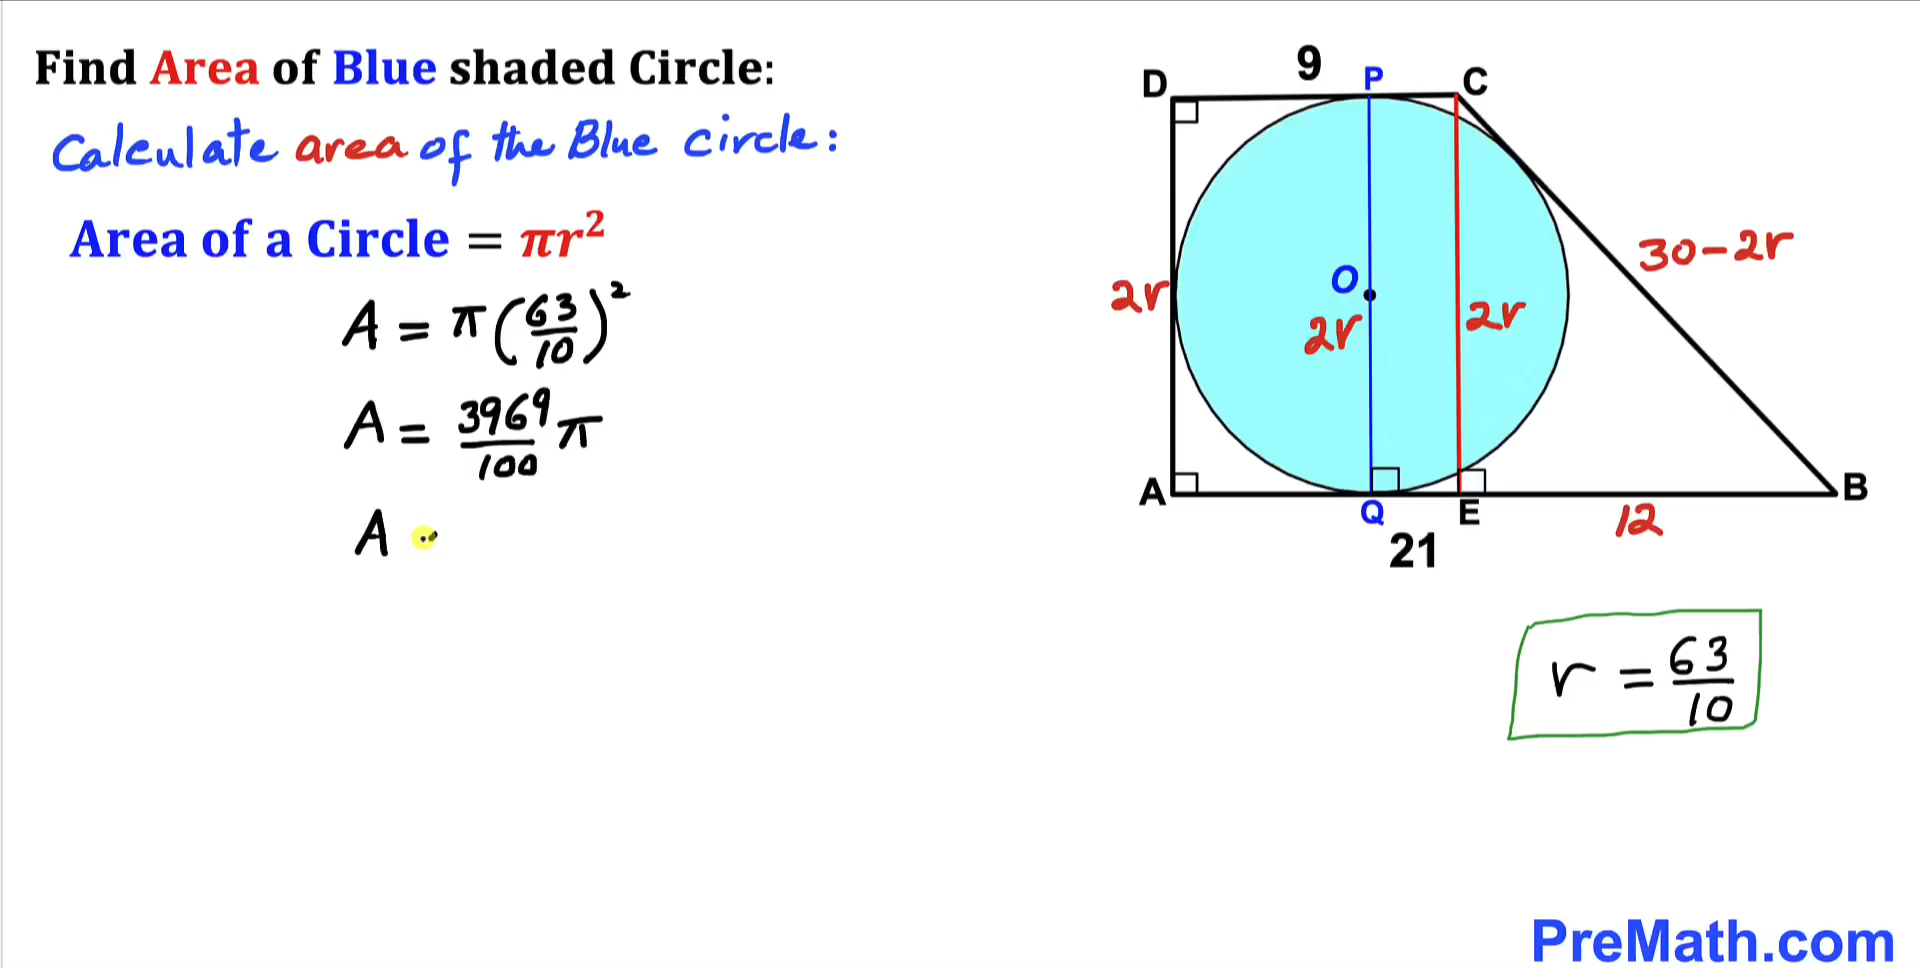 Find Area of Blue shaded Circle:
Calculate area of the Blue circle:
Area of a Circle = πr²
A = π(63/10)²
A = 3969/100 π
A
D 9 P C
30-2r
2r O 2r 2r
A Q E B
21 12
r = 63/10
PreMath.com